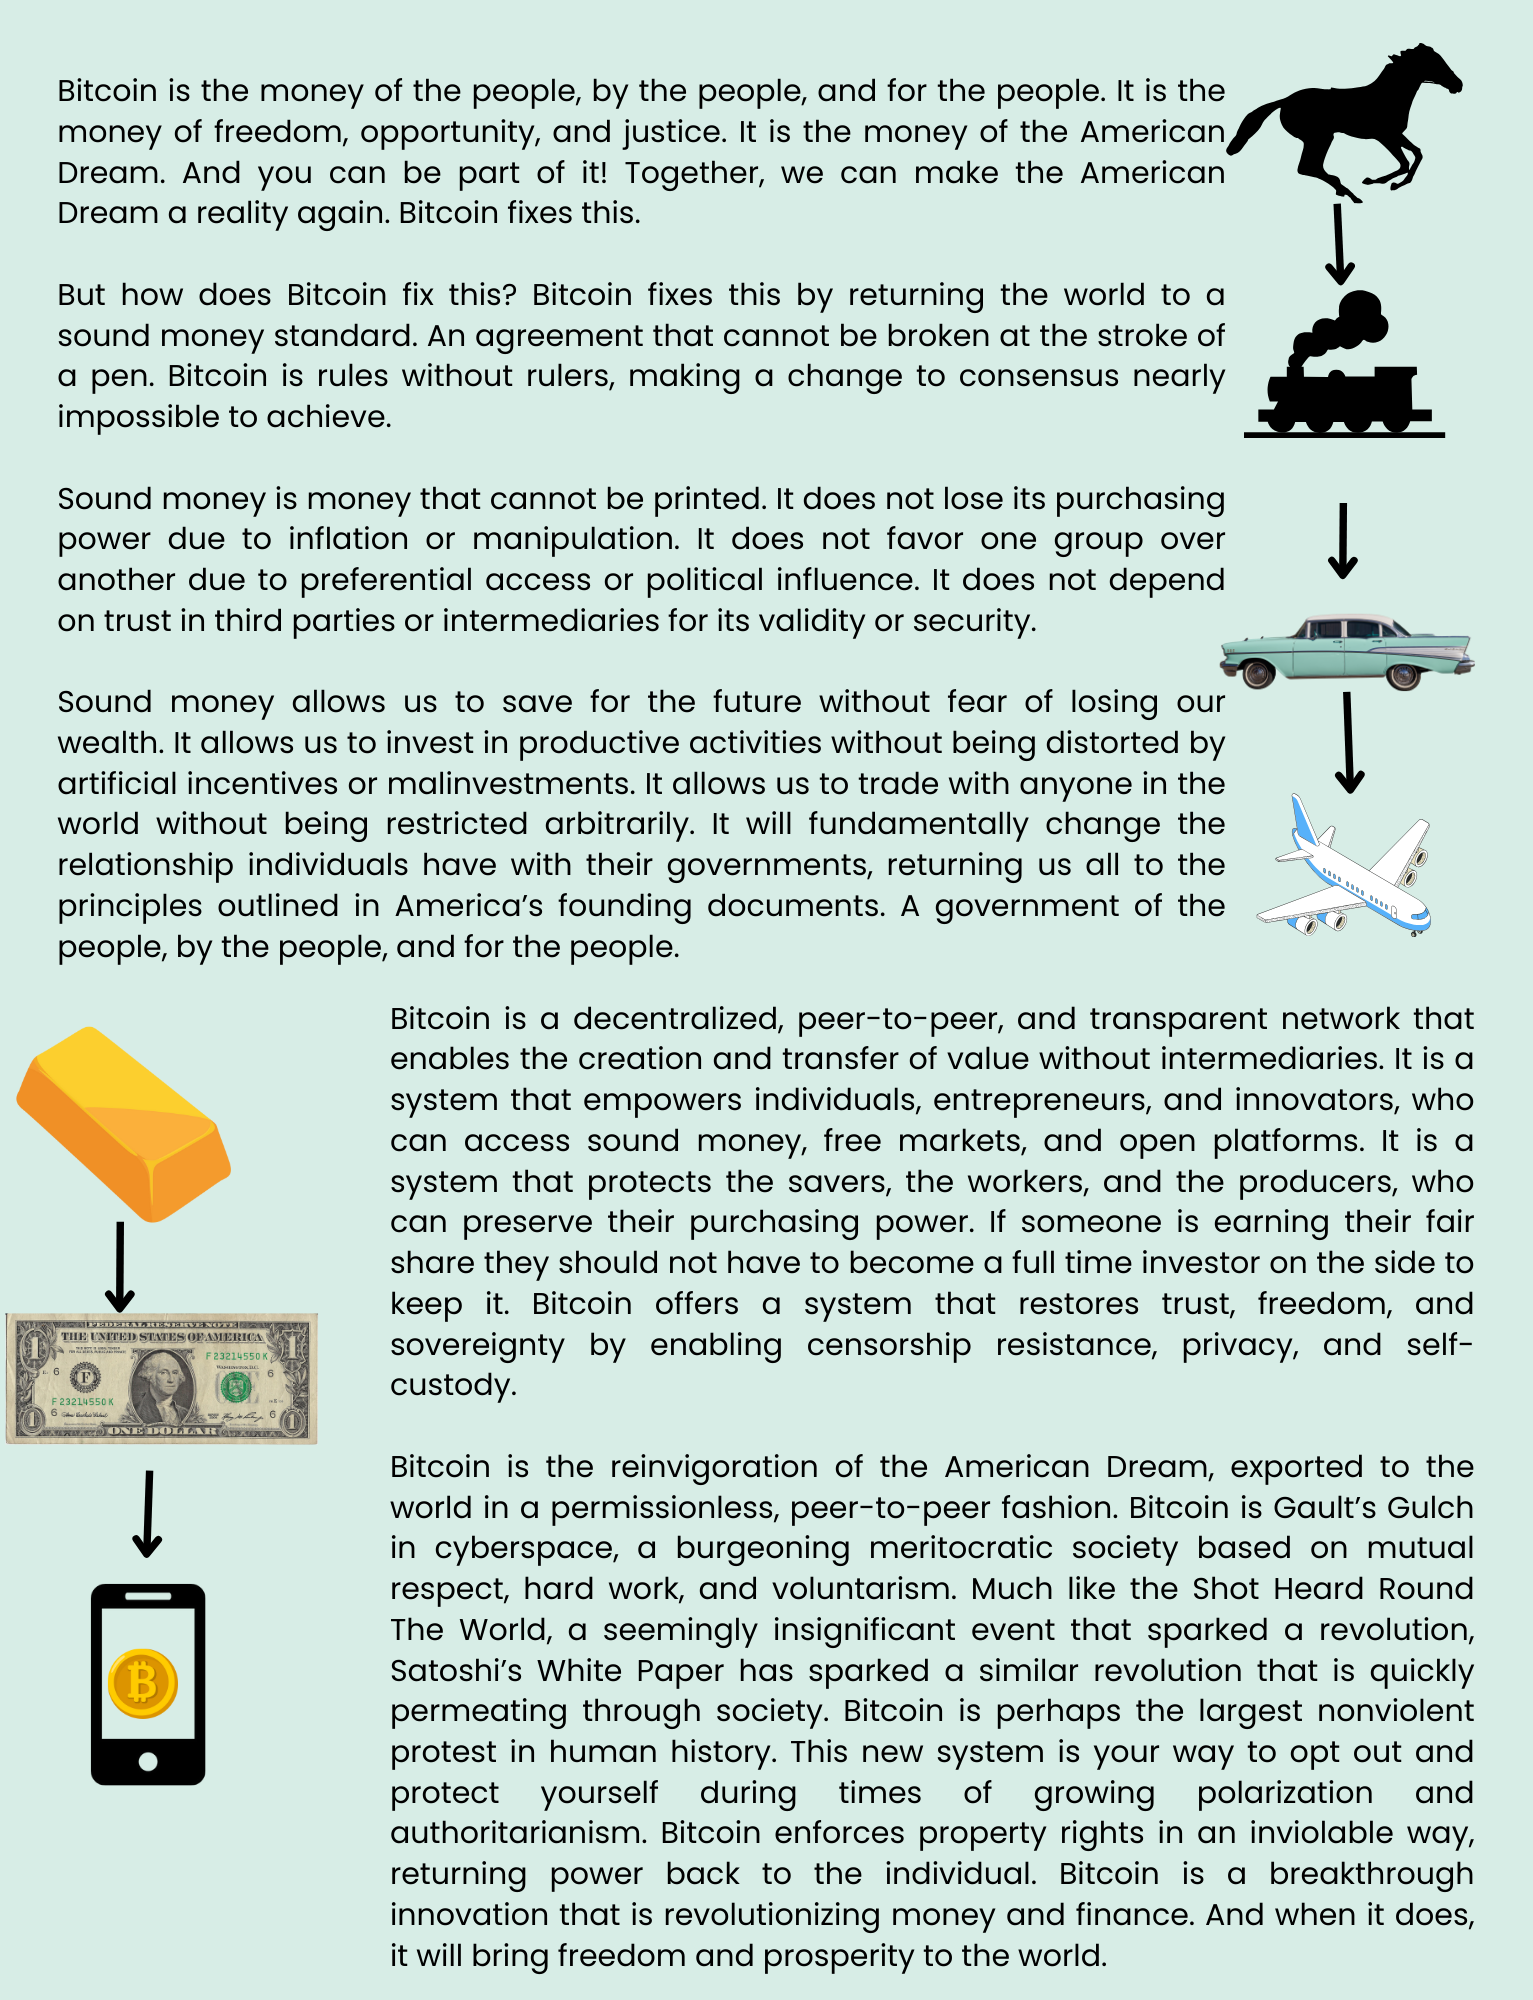 Bitcoin is the money of the people, by the people, and for the people. It is the
money of freedom, opportunity, and justice. It is the money of the American
Dream. And you can be part of it! Together, we can make the American
Dream a reality again. Bitcoin fixes this.
But how does Bitcoin fix this? Bitcoin fixes this by returning the world to a
sound money standard. An agreement that cannot be broken at the stroke of
a pen. Bitcoin is rules without rulers, making a change to consensus nearly
impossible to achieve.
Sound money is money that cannot be printed. It does not lose its purchasing
power due to inflation or manipulation. It does not favor one group over
another due to preferential access or political influence. It does not depend
on trust in third parties or intermediaries for its validity or security.
Sound money allows us to save for the future without fear of losing our
wealth. It allows us to invest in productive activities without being distorted by
artificial incentives or malinvestments. It allows us to trade with anyone in the
world without being restricted arbitrarily. It will fundamentally change the
relationship individuals have with their governments, returning us all to the
principles outlined in America's founding documents. A government of the
people, by the people, and for the people.
Bitcoin is a decentralized, peer-to-peer, and transparent network that
enables the creation and transfer of value without intermediaries. It is a
system that empowers individuals, entrepreneurs, and innovators, who
can access sound money, free markets, and open platforms. It is a
system that protects the savers, the workers, and the producers, who
can preserve their purchasing power. If someone is earning their fair
share they should not have to become a full time investor on the side to
keep it. Bitcoin offers a system that restores trust, freedom, and
sovereignty by enabling censorship resistance, privacy, and self-
custody.
Bitcoin is the reinvigoration of the American Dream, exported to the
world in a permissionless, peer-to-peer fashion. Bitcoin is Gault's Gulch
in cyberspace, a burgeoning meritocratic society based on mutual
respect, hard work, and voluntarism. Much like the Shot Heard Round
The World, a seemingly insignificant event that sparked a revolution,
Satoshi's White Paper has sparked a similar revolution that is quickly
permeating through society. Bitcoin is perhaps the largest nonviolent
protest in human history. This new system is your way to opt out and
protect yourself during times of growing polarization and
authoritarianism. Bitcoin enforces property rights in an inviolable way,
returning power back to the individual. Bitcoin is a breakthrough
innovation that is revolutionizing money and finance. And when it does,
it will bring freedom and prosperity to the world.
FEDERAL RESERVE NOTE
THE UNITED STATES OF AMERICA
F 23214550 K
WASHINGTON, D.C.
6 F 6
F 23214550 K
6 6
1 1 1 1
ONE DOLLAR
B